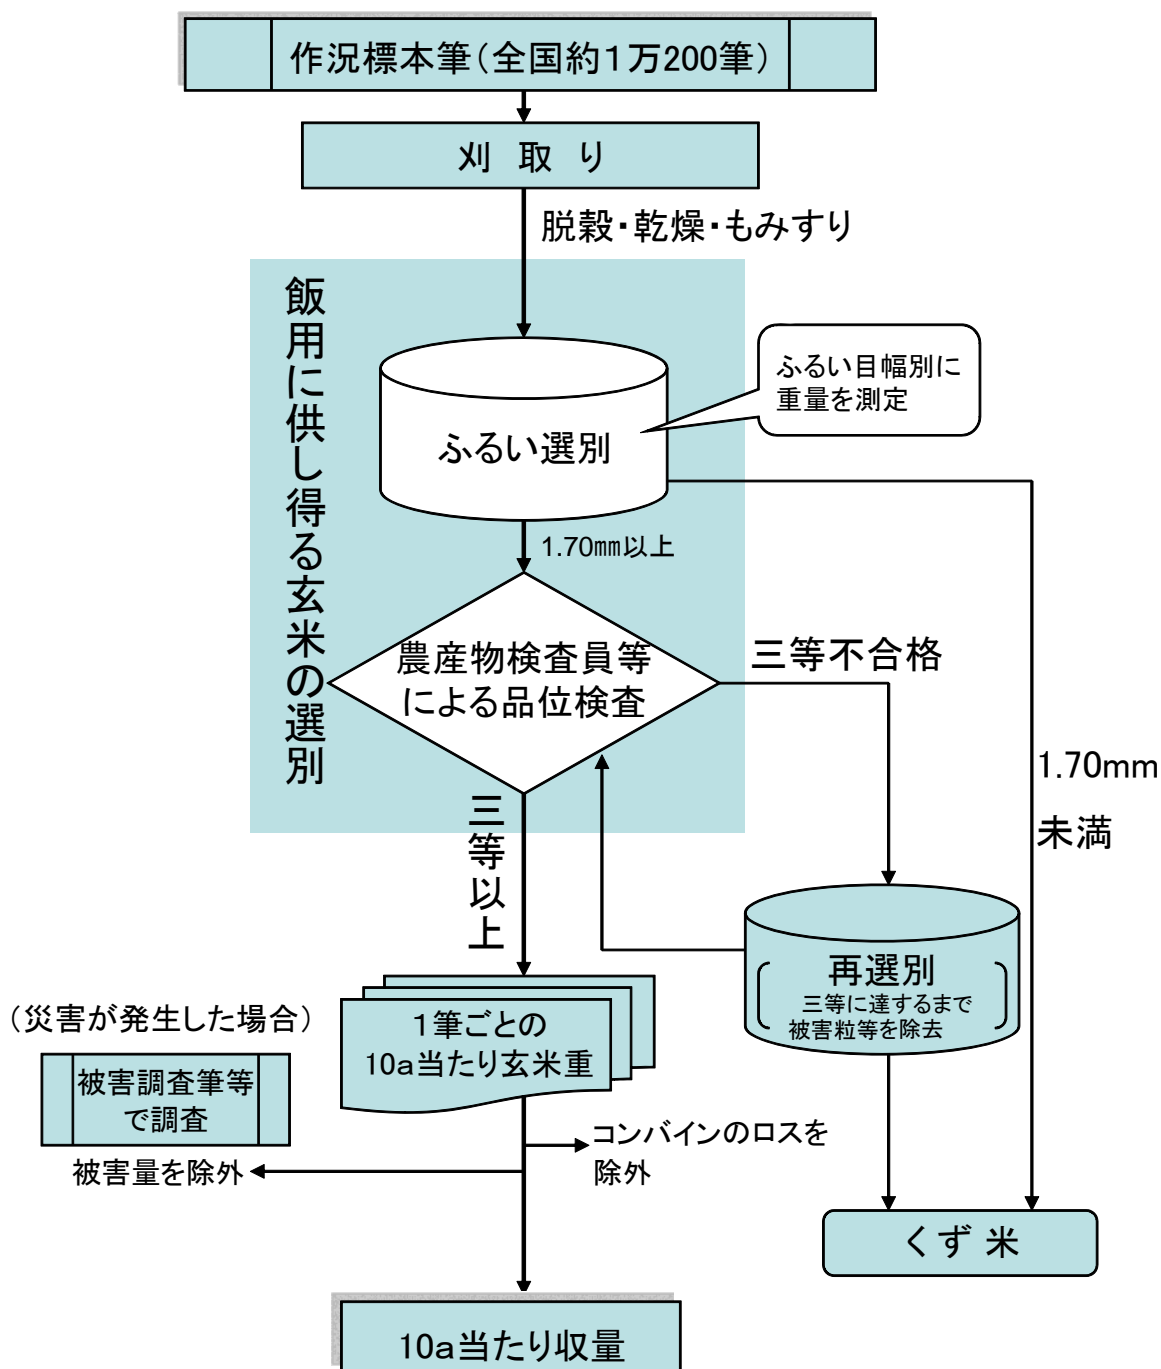 作況標本筆（全国約１万200筆）
刈 取 り
脱穀・乾燥・もみすり
飯用に供し得る玄米の選別
ふるい目幅別に
重量を測定
ふるい選別
1.70㎜以上
農産物検査員等
による品位検査
三等不合格
1.70mm
未満
三等以上
再選別
三等に達するまで
被害粒等を除去
（災害が発生した場合）
１筆ごとの
10a当たり玄米重
被害調査筆等
で調査
コンバインのロスを
除外
被害量を除外
くず 米
10a当たり収量